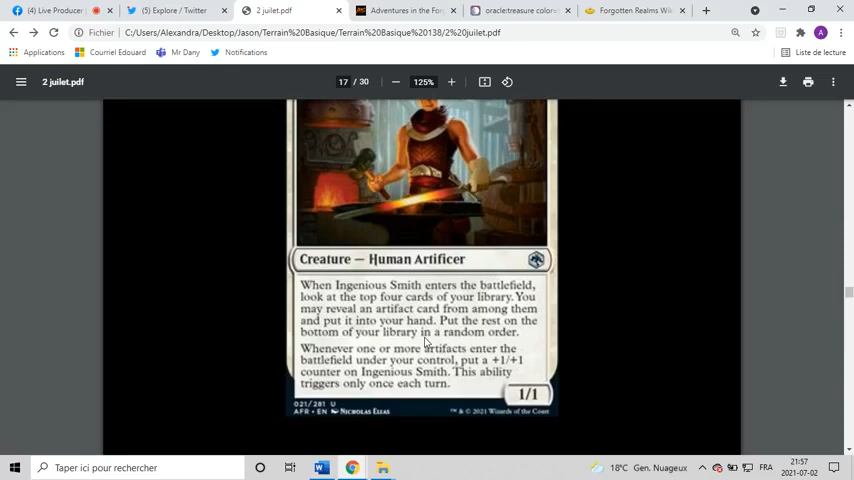 (4) Live Producer
(5) Explore / Twitter
2 juilet.pdf
Adventures in the Forg
oracle:treasure color=
Forgotten Realms Wiki
Fichier
C:/Users/Alexandra/Desktop/Jason/Terrain%20Basique/Terrain%20Basique%20138/2%20juilet.pdf
Applications
Courriel Edouard
Mr Dany
Notifications
Liste de lecture
2 juilet.pdf
17 / 30
125%
Creature — Human Artificer
When Ingenious Smith enters the battlefield,
look at the top four cards of your library. You
may reveal an artifact card from among them
and put it into your hand. Put the rest on the
bottom of your library in a random order.
Whenever one or more artifacts enter the
battlefield under your control, put a +1/+1
counter on Ingenious Smith. This ability
triggers only once each turn.
1/1
021/281 U
AFR • EN Nicholas Elias
™ & © 2021 Wizards of the Coast
Taper ici pour rechercher
18°C Gen. Nuageux
FRA
21:57
2021-07-02